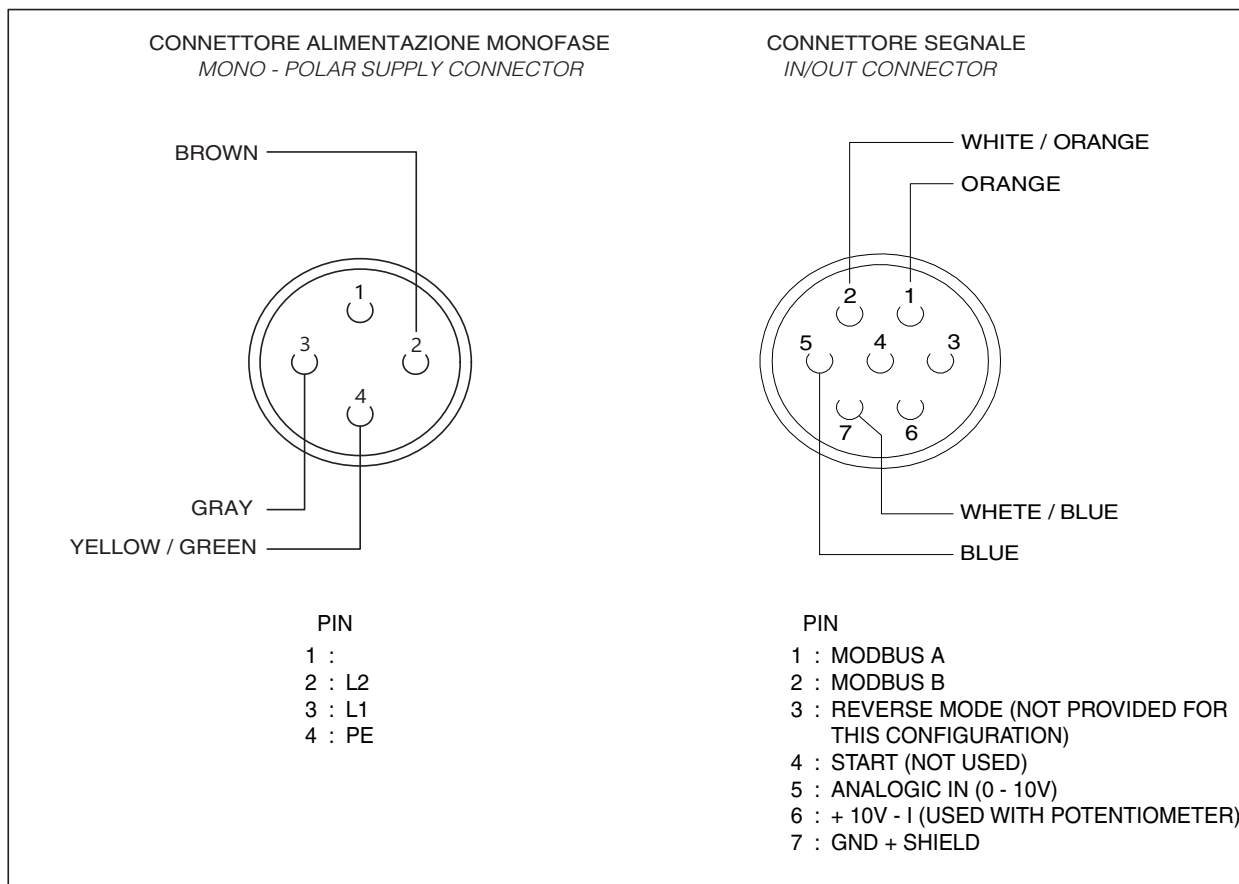 CONNETTORE ALIMENTAZIONE MONOFASE
MONO - POLAR SUPPLY CONNECTOR
BROWN
1
3
2
4
GRAY
YELLOW / GREEN
PIN
1 :
2 : L2
3 : L1
4 : PE
CONNETTORE SEGNALE
IN/OUT CONNECTOR
WHITE / ORANGE
ORANGE
2
1
5
4
3
7
6
WHETE / BLUE
BLUE
PIN
1 : MODBUS A
2 : MODBUS B
3 : REVERSE MODE (NOT PROVIDED FOR
THIS CONFIGURATION)
4 : START (NOT USED)
5 : ANALOGIC IN (0 - 10V)
6 : + 10V - I (USED WITH POTENTIOMETER)
7 : GND + SHIELD